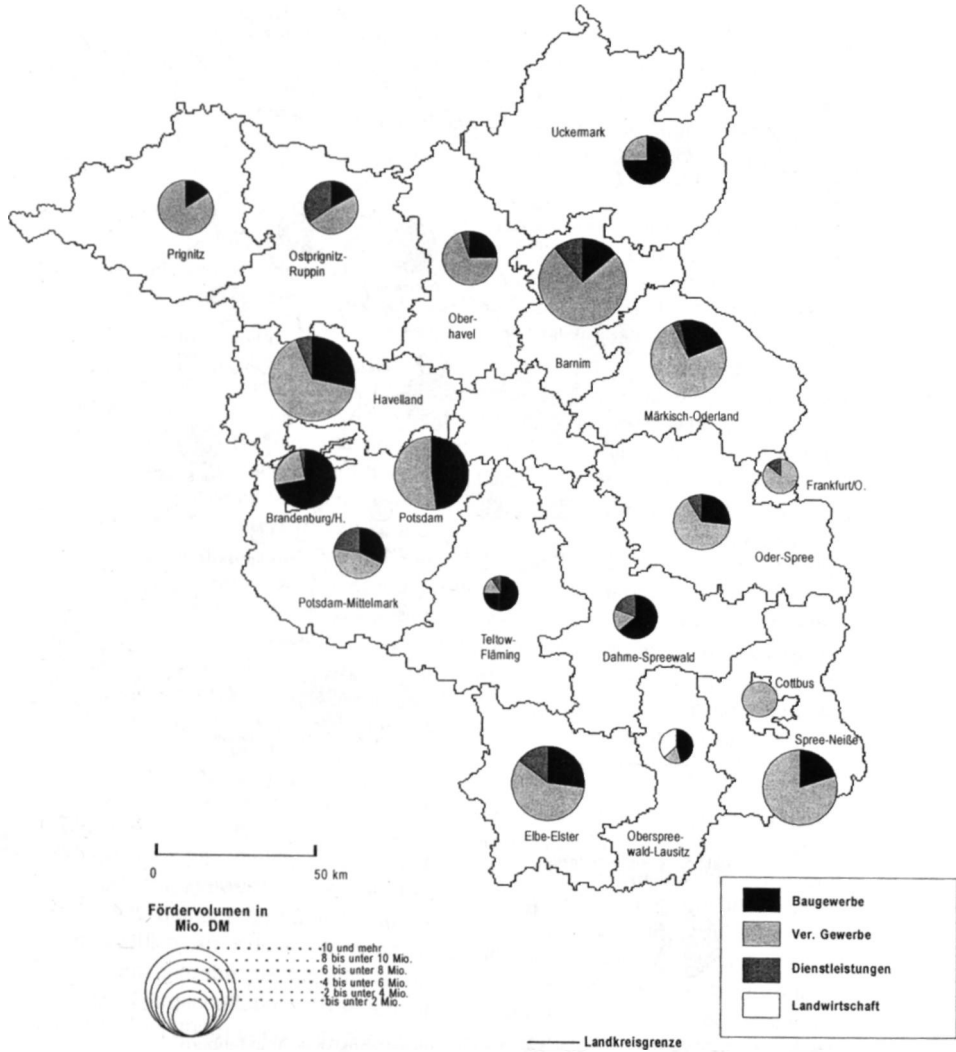 Uckermark
Prignitz
Ostprignitz-
Ruppin
Ober-
havel
Barnim
Havelland
Märkisch-Oderland
Frankfurt/O.
Brandenburg/H.
Potsdam
Oder-Spree
Potsdam-Mittelmark
Teltow-
Fläming
Dahme-Spreewald
Cottbus
Spree-Neiße
Elbe-Elster
Oberspree-
wald-Lausitz
0 50 km
Fördervolumen in
Mio. DM
10 und mehr
8 bis unter 10 Mio.
6 bis unter 8 Mio.
4 bis unter 6 Mio.
2 bis unter 4 Mio.
bis unter 2 Mio.
Baugewerbe
Ver. Gewerbe
Dienstleistungen
Landwirtschaft
Landkreisgrenze